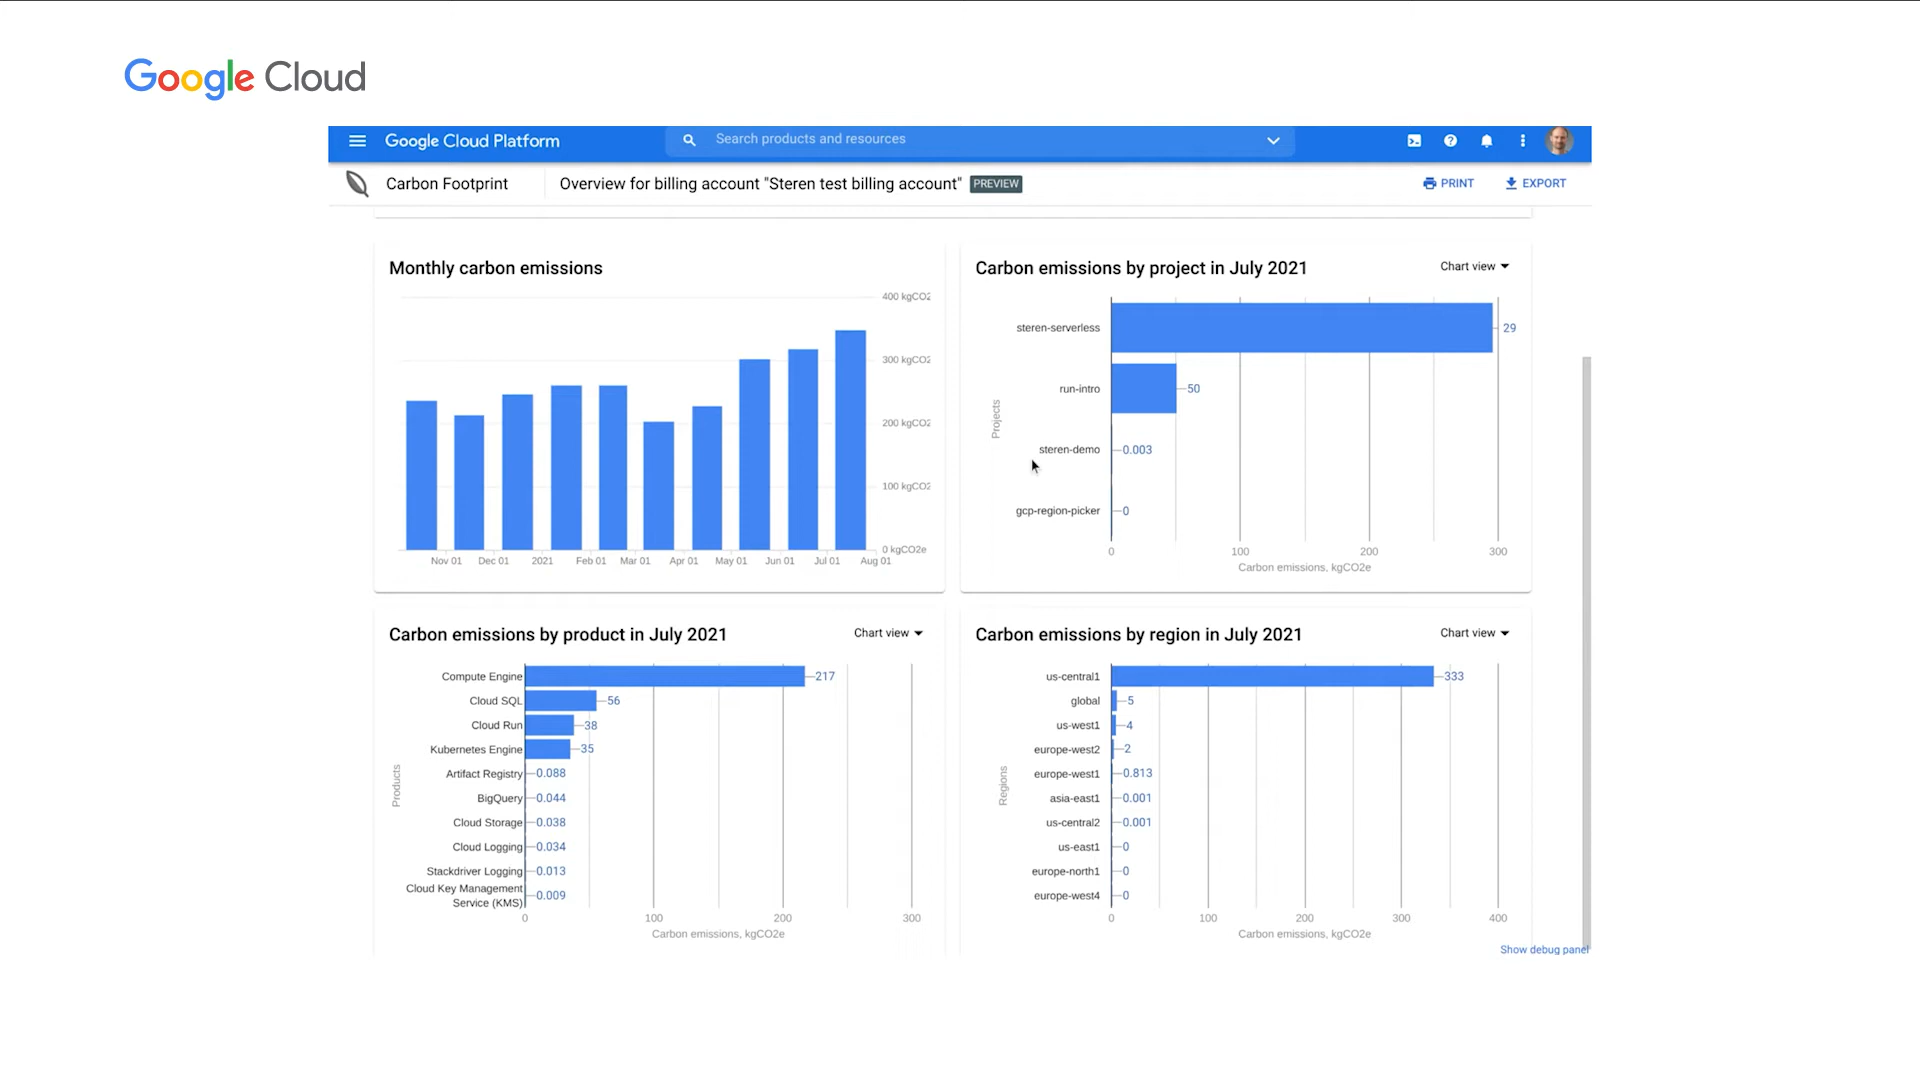 Google Cloud
Google Cloud Platform
Search products and resources
Carbon Footprint
Overview for billing account "Steren test billing account"
PREVIEW
PRINT
EXPORT
Monthly carbon emissions
400 kgCO2
300 kgCO2
200 kgCO2
100 kgCO2
0 kgCO2e
Nov 01 Dec 01 2021 Feb 01 Mar 01 Apr 01 May 01 Jun 01 Jul 01 Aug 01
Carbon emissions by project in July 2021
Chart view
Projects
steren-serverless 29
run-intro 50
steren-demo 0.003
gcp-region-picker 0
0 100 200 300
Carbon emissions, kgCO2e
Carbon emissions by product in July 2021
Chart view
Products
Compute Engine 217
Cloud SQL 56
Cloud Run 38
Kubernetes Engine 35
Artifact Registry 0.088
BigQuery 0.044
Cloud Storage 0.038
Cloud Logging 0.034
Stackdriver Logging 0.013
Cloud Key Management
Service (KMS) 0.009
0 100 200 300
Carbon emissions, kgCO2e
Carbon emissions by region in July 2021
Chart view
Regions
us-central1 333
global 5
us-west1 4
europe-west2 2
europe-west1 0.813
asia-east1 0.001
us-central2 0.001
us-east1 0
europe-north1 0
europe-west4 0
0 100 200 300 400
Carbon emissions, kgCO2e
Show debug panel